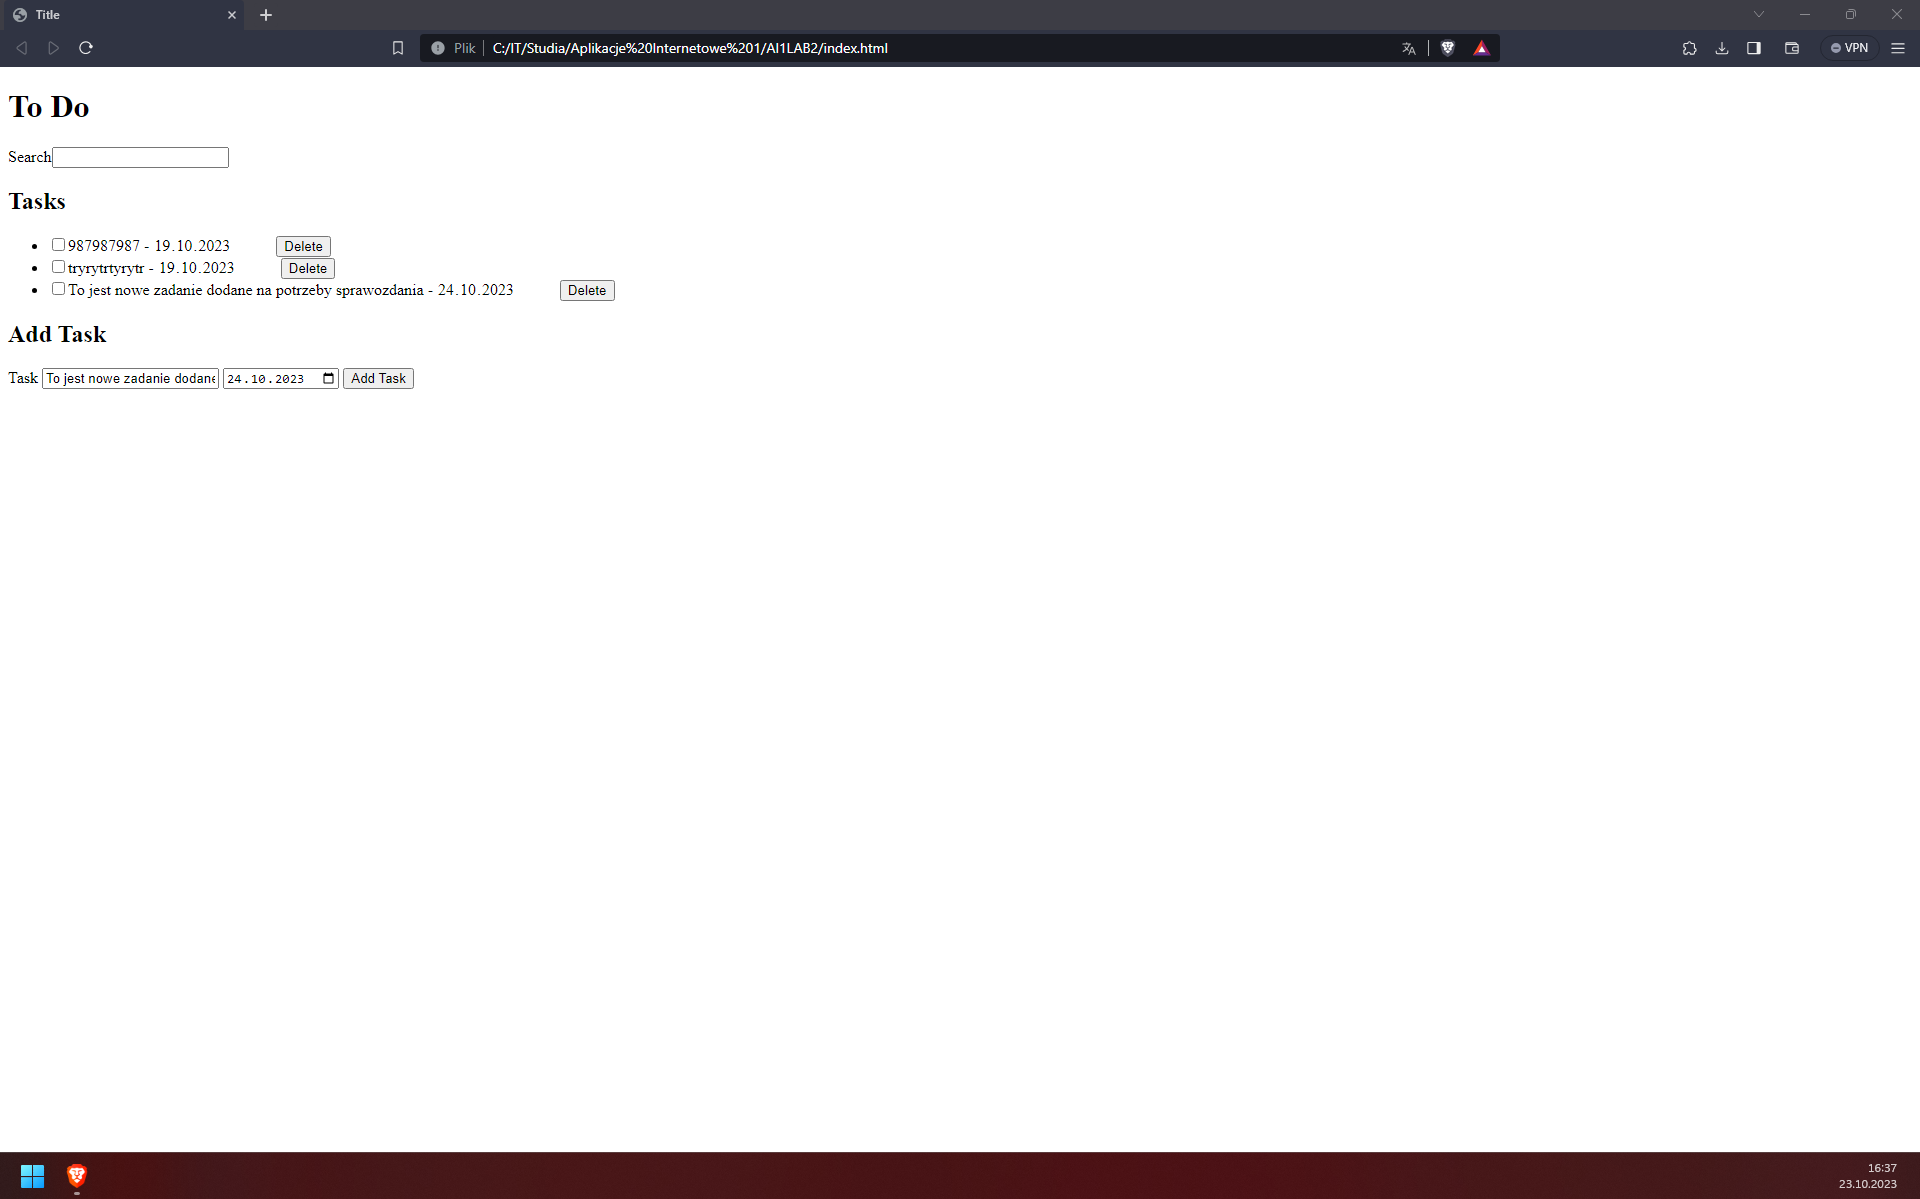 Title
Plik C:/IT/Studia/Aplikacje%20Internetowe%201/AI1LAB2/index.html
VPN
To Do
Search
Tasks
987987987 - 19.10.2023 Delete
tryrytrtyrytr - 19.10.2023 Delete
To jest nowe zadanie dodane na potrzeby sprawozdania - 24.10.2023 Delete
Add Task
Task To jest nowe zadanie dodane 24.10.2023 Add Task
16:37
23.10.2023